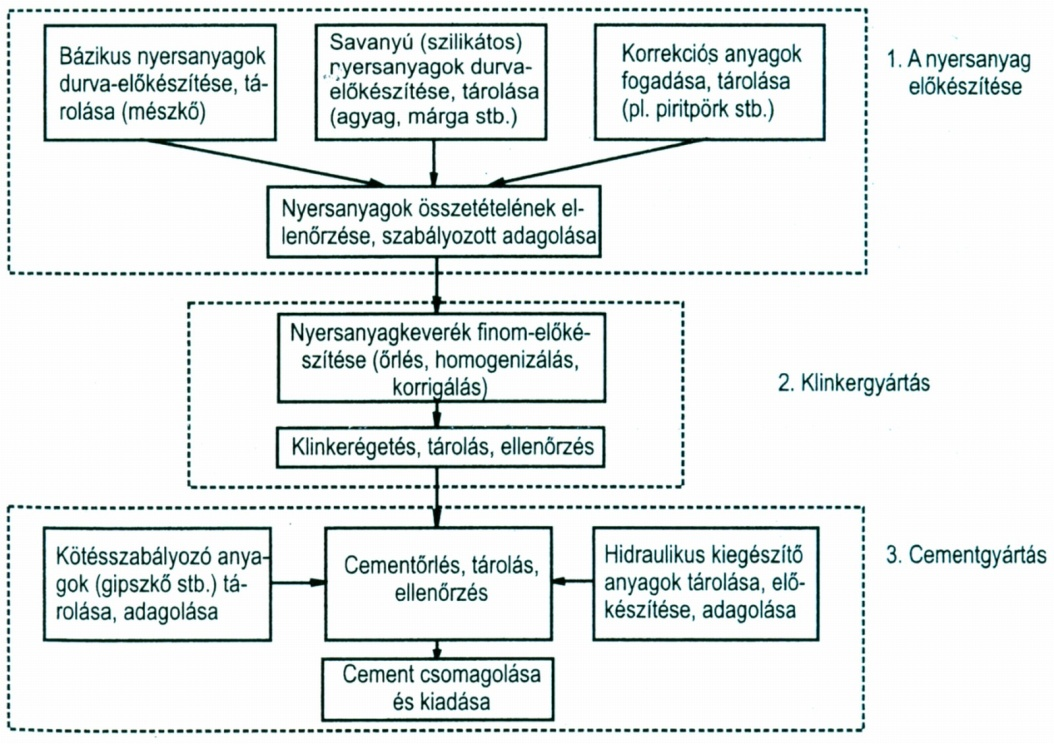 Bázikus nyersanyagok
durva-előkészítése, tá-
rolása (mészkő)
Savanyú (szilikátos)
nyersanyagok durva-
előkészítése, tárolása
(agyag, márga stb.)
Korrekciós anyagok
fogadása, tárolása
(pl. piritpörk stb.)
1. A nyersanyag
előkészítése
Nyersanyagok összetételének el-
lenőrzése, szabályozott adagolása
Nyersanyagkeverék finom-előké-
szítése (őrlés, homogenizálás,
korrigálás)
2. Klinkergyártás
Klinkerégetés, tárolás, ellenőrzés
Kötésszabályozó anya-
gok (gipszkő stb.) tá-
rolása, adagolása
Cementőrlés, tárolás,
ellenőrzés
Hidraulikus kiegészítő
anyagok tárolása, elő-
készítése, adagolása
3. Cementgyártás
Cement csomagolása
és kiadása